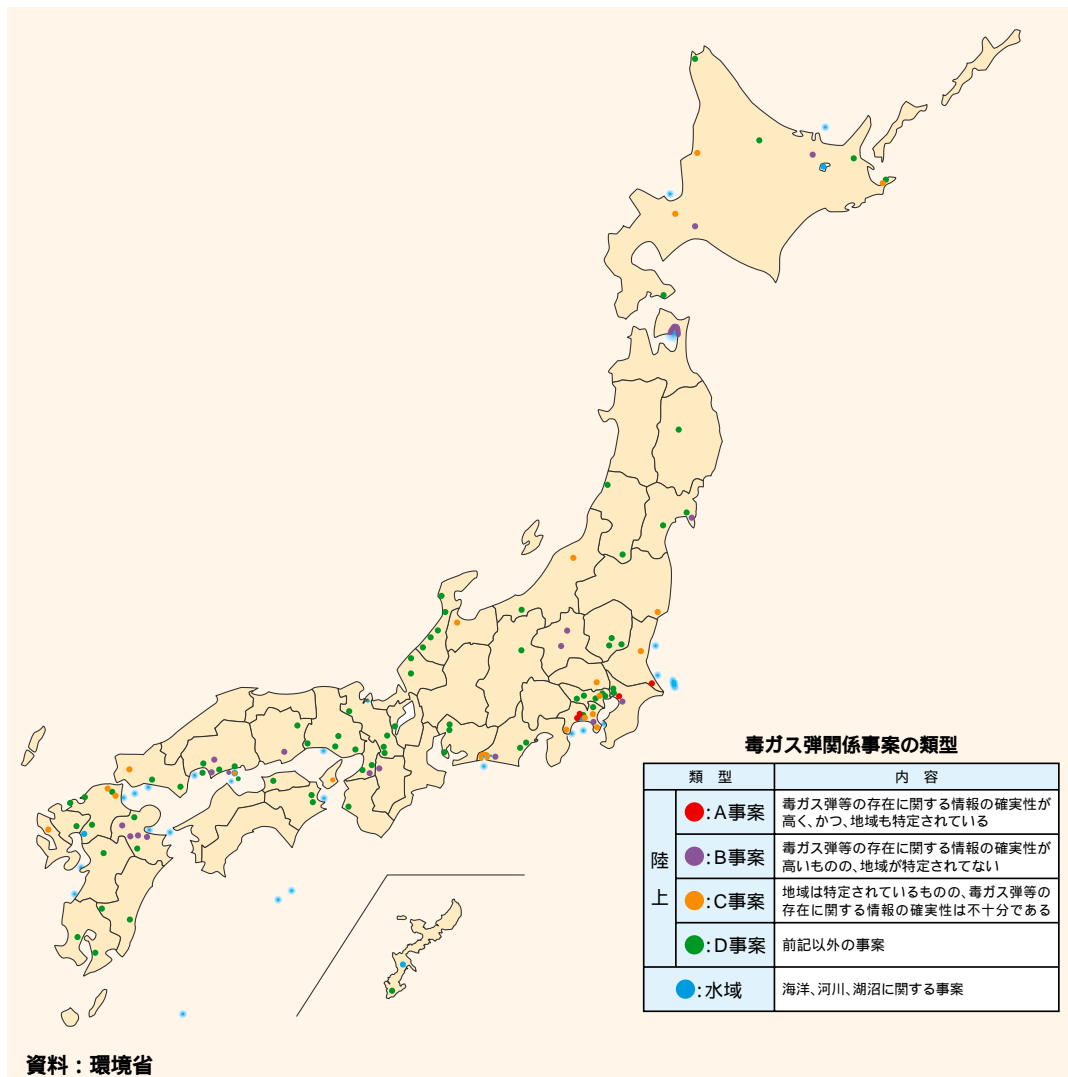 毒ガス弾関係事案の類型
類 型
内 容
陸上
:A事案
毒ガス弾等の存在に関する情報の確実性が
高く、かつ、地域も特定されている
:B事案
毒ガス弾等の存在に関する情報の確実性が
高いものの、地域が特定されてない
:C事案
地域は特定されているものの、毒ガス弾等の
存在に関する情報の確実性は不十分である
:D事案
前記以外の事案
:水域
海洋、河川、湖沼に関する事案
資料：環境省